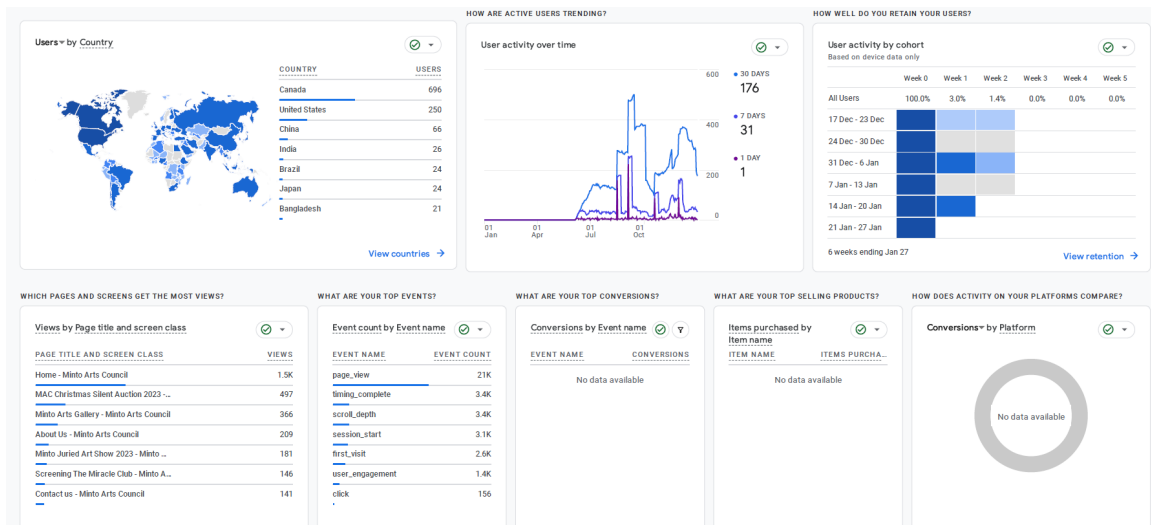 HOW ARE ACTIVE USERS TRENDING?
HOW WELL DO YOU RETAIN YOUR USERS?
Users by Country
COUNTRY USERS
Canada 696
United States 250
China 66
India 26
Brazil 24
Japan 24
Bangladesh 21
View countries
User activity over time
600
400
200
0
01 Jan
01 Apr
01 Jul
01 Oct
30 DAYS
176
7 DAYS
31
1 DAY
1
User activity by cohort
Based on device data only
Week 0 Week 1 Week 2 Week 3 Week 4 Week 5
All Users 100.0% 3.0% 1.4% 0.0% 0.0% 0.0%
17 Dec - 23 Dec
24 Dec - 30 Dec
31 Dec - 6 Jan
7 Jan - 13 Jan
14 Jan - 20 Jan
21 Jan - 27 Jan
6 weeks ending Jan 27
View retention
WHICH PAGES AND SCREENS GET THE MOST VIEWS?
Views by Page title and screen class
PAGE TITLE AND SCREEN CLASS VIEWS
Home - Minto Arts Council 1.5K
MAC Christmas Silent Auction 2023 -... 497
Minto Arts Gallery - Minto Arts Council 366
About Us - Minto Arts Council 209
Minto Juried Art Show 2023 - Minto ... 181
Screening The Miracle Club - Minto A... 146
Contact us - Minto Arts Council 141
WHAT ARE YOUR TOP EVENTS?
Event count by Event name
EVENT NAME EVENT COUNT
page_view 21K
timing_complete 3.4K
scroll_depth 3.4K
session_start 3.1K
first_visit 2.6K
user_engagement 1.4K
click 156
WHAT ARE YOUR TOP CONVERSIONS?
Conversions by Event name
EVENT NAME CONVERSIONS
No data available
WHAT ARE YOUR TOP SELLING PRODUCTS?
Items purchased by
Item name
ITEM NAME ITEMS PURCHA...
No data available
HOW DOES ACTIVITY ON YOUR PLATFORMS COMPARE?
Conversions by Platform
No data available